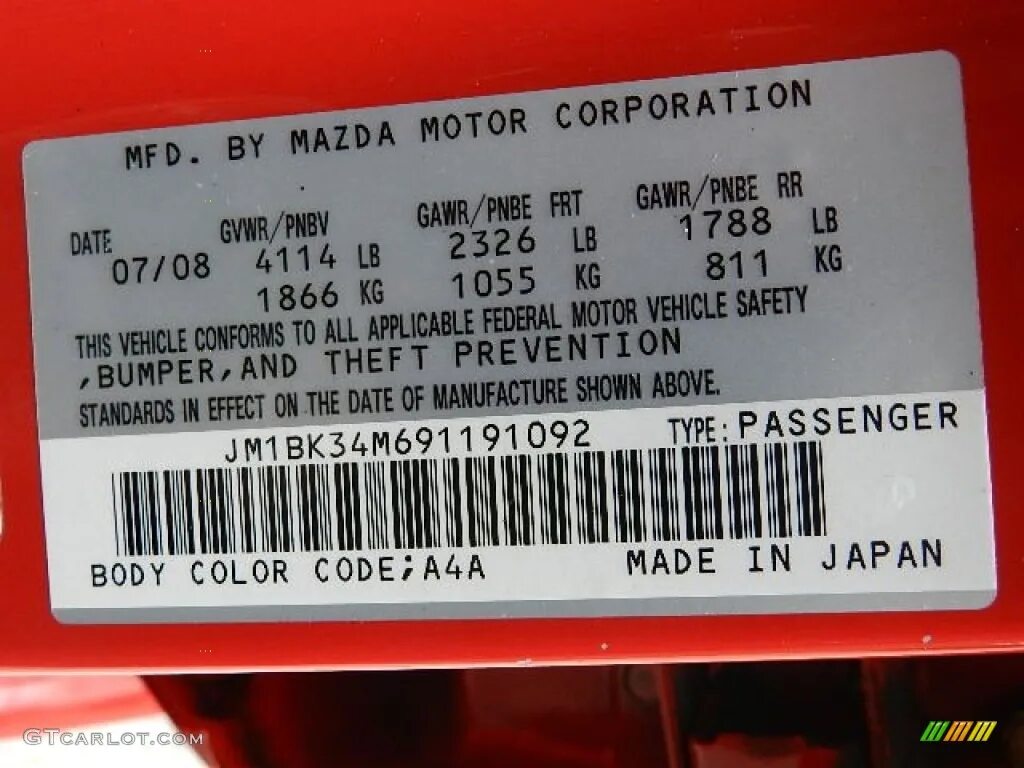 MFD. BY MAZDA MOTOR CORPORATION
DATE GVWR/PNBV GAWR/PNBE FRT GAWR/PNBE RR
07/08 4114 LB 2326 LB 1788 LB
1866 KG 1055 KG 811 KG
THIS VEHICLE CONFORMS TO ALL APPLICABLE FEDERAL MOTOR VEHICLE SAFETY
,BUMPER,AND THEFT PREVENTION
STANDARDS IN EFFECT ON THE DATE OF MANUFACTURE SHOWN ABOVE.
JM1BK34M691191092 TYPE:PASSENGER
BODY COLOR CODE;A4A MADE IN JAPAN
GTCARLOT.COM